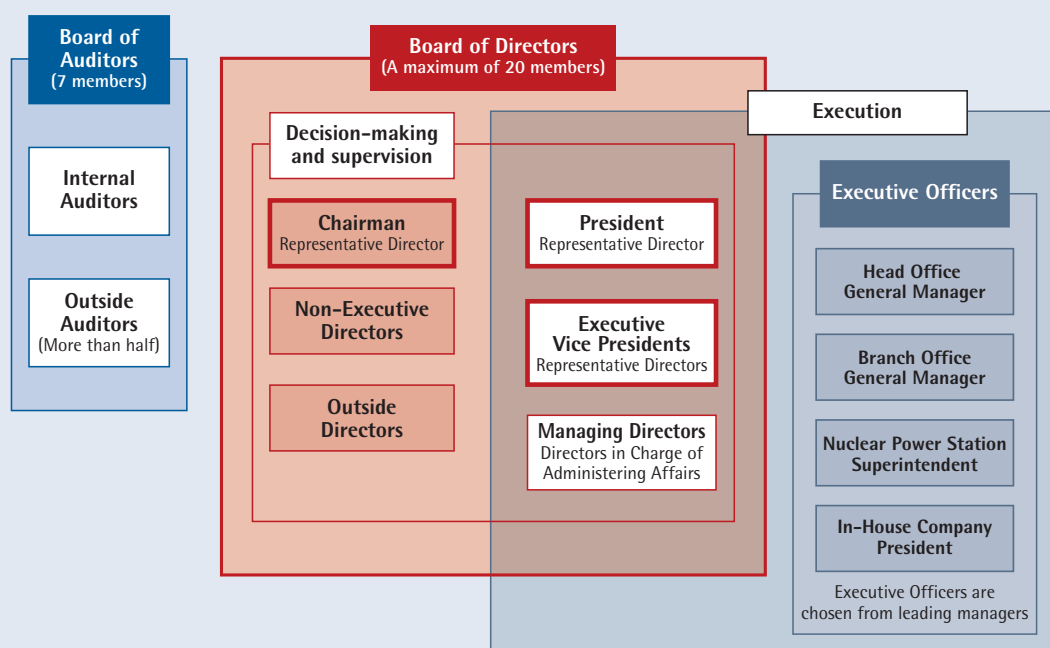 Board of
Auditors
(7 members)
Internal
Auditors
Outside
Auditors
(More than half)
Board of Directors
(A maximum of 20 members)
Decision-making
and supervision
Chairman
Representative Director
Non-Executive
Directors
Outside
Directors
Execution
President
Representative Director
Executive
Vice Presidents
Representative Directors
Managing Directors
Directors in Charge of
Administering Affairs
Executive Officers
Head Office
General Manager
Branch Office
General Manager
Nuclear Power Station
Superintendent
In-House Company
President
Executive Officers are
chosen from leading managers